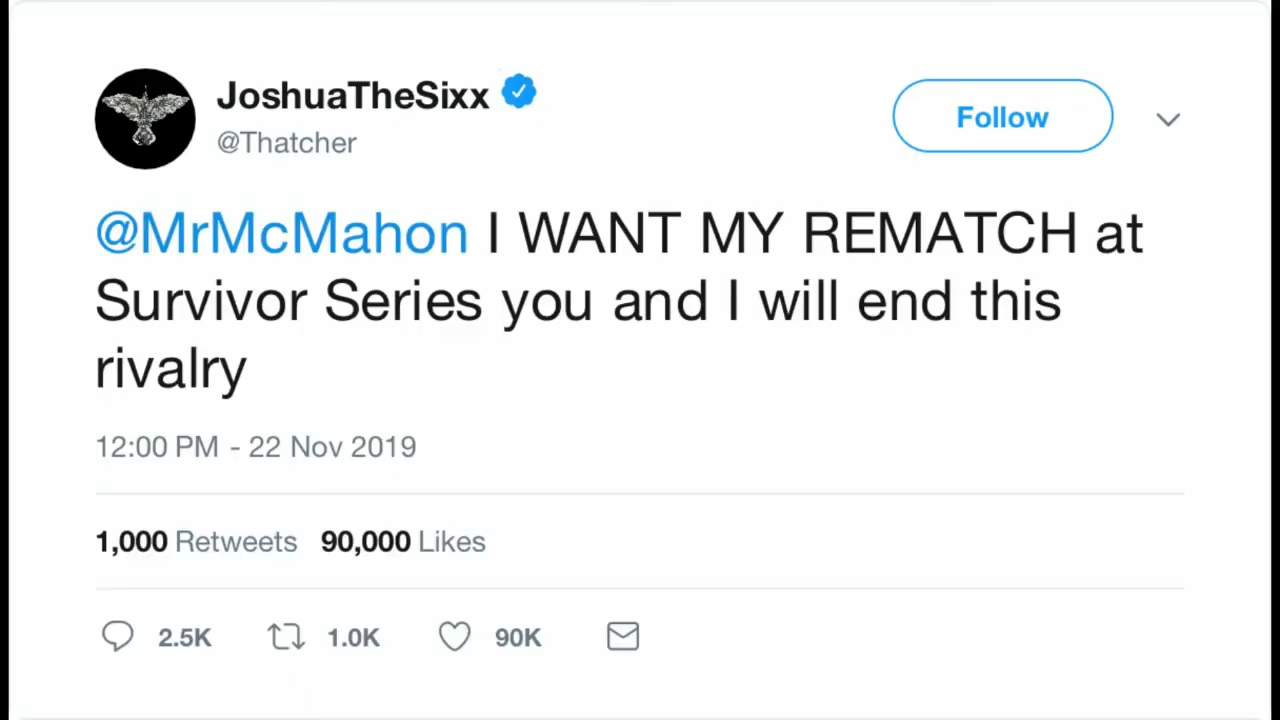 JoshuaTheSixx
@Thatcher
Follow
@MrMcMahon I WANT MY REMATCH at
Survivor Series you and I will end this
rivalry
12:00 PM - 22 Nov 2019
1,000 Retweets 90,000 Likes
2.5K 1.0K 90K